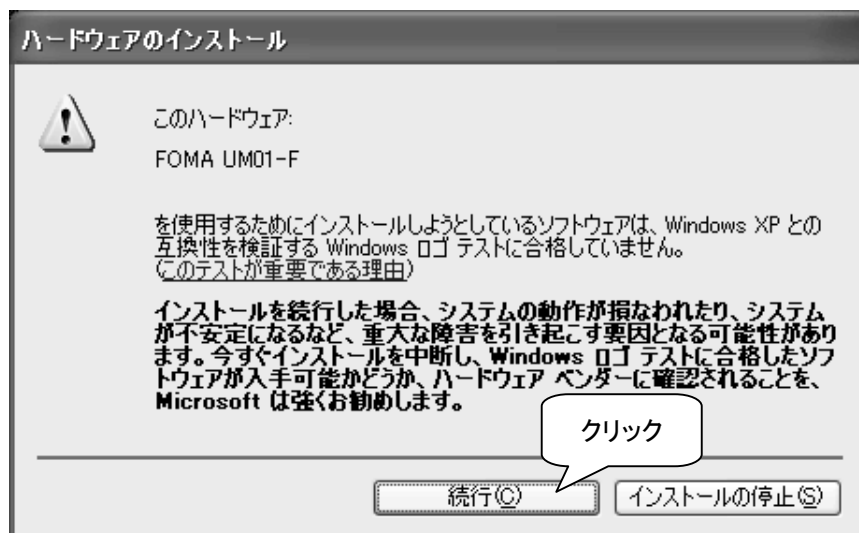 ハードウェアのインストール
このハードウェア:
FOMA UM01-F
を使用するためにインストールしようとしているソフトウェアは、Windows XP との
互換性を検証する Windows ロゴ テストに合格していません。
(このテストが重要である理由)
インストールを続行した場合、システムの動作が損なわれたり、システム
が不安定になるなど、重大な障害を引き起こす要因となる可能性があり
ます。今すぐインストールを中断し、Windows ロゴ テストに合格したソフ
トウェアが入手可能かどうか、ハードウェア ベンダーに確認されることを、
Microsoft は強くお勧めします。
クリック
続行(C)
インストールの停止(S)